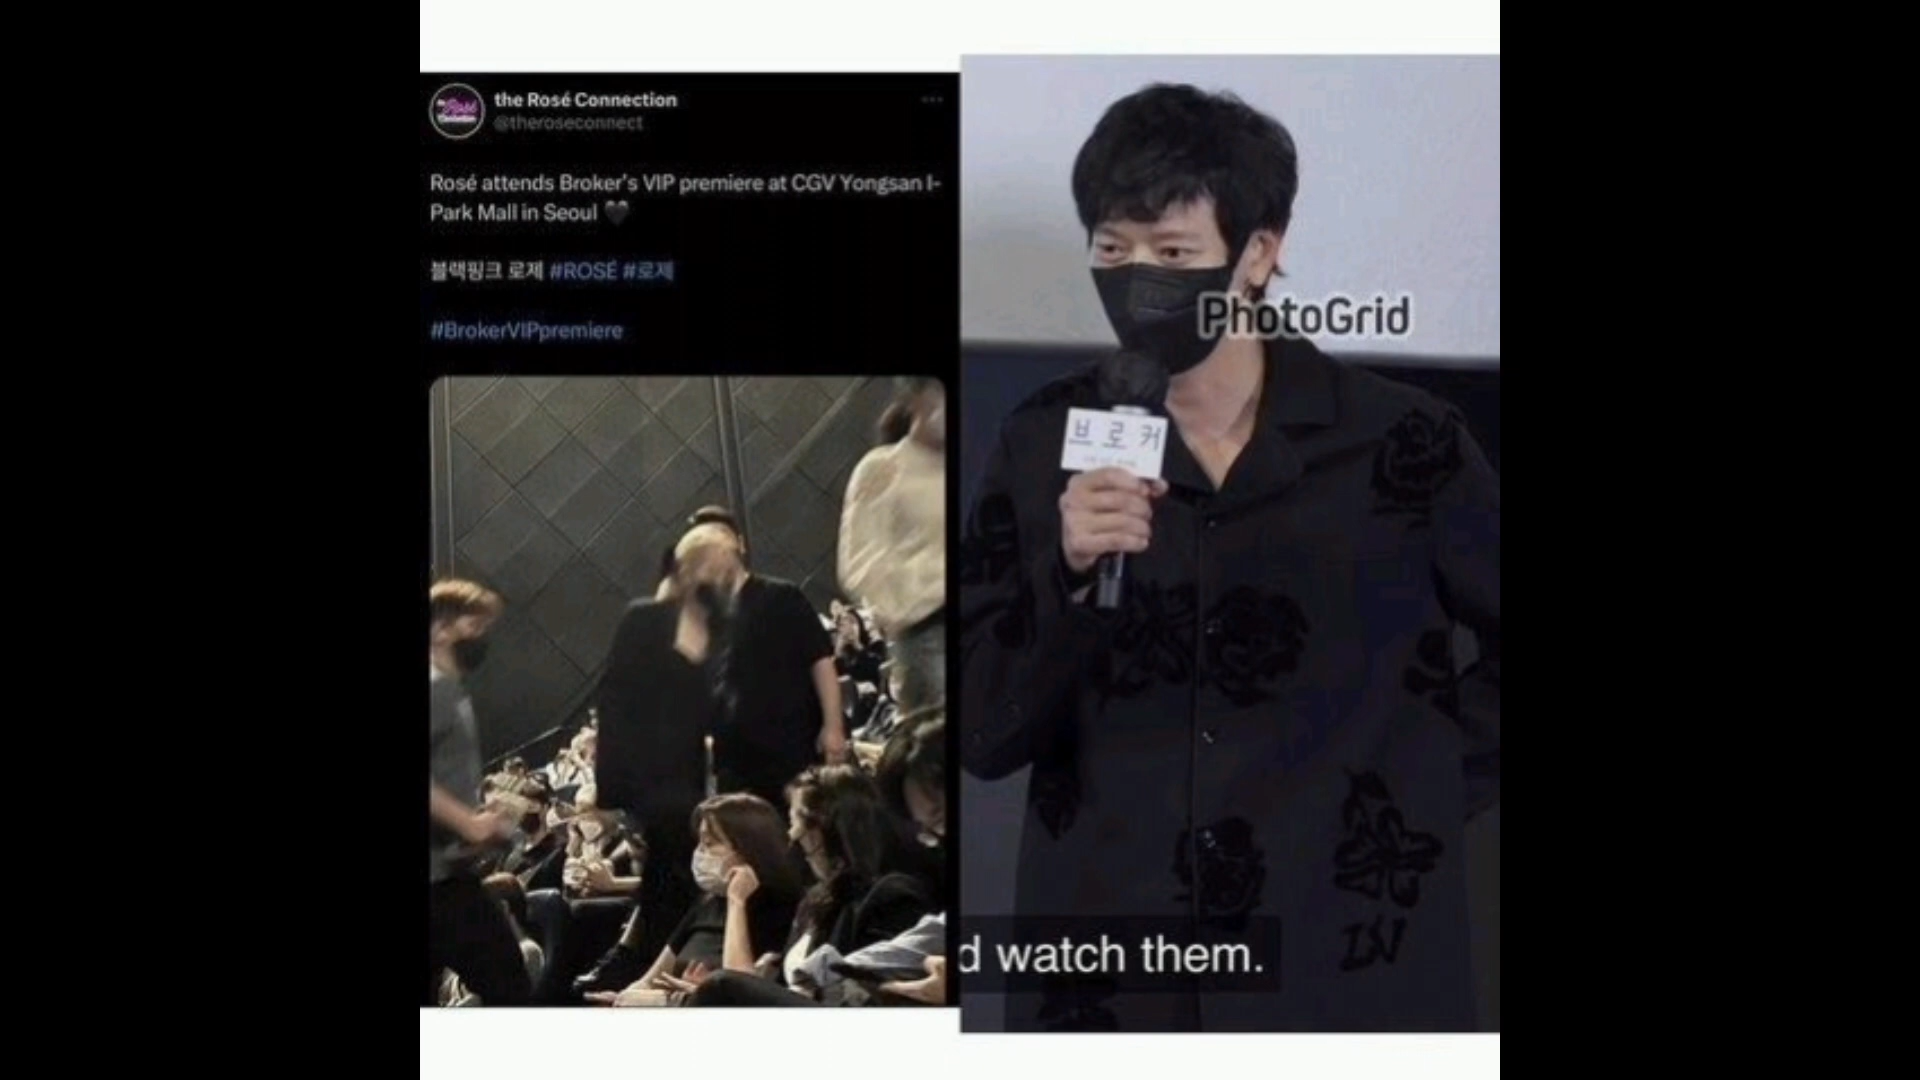 the Rosé Connection
@theroseconnect
Rosé attends Broker's VIP premiere at CGV Yongsan I-
Park Mall in Seoul 🖤
블랙핑크 로제 #ROSÉ #로제
#BrokerVIPpremiere
PhotoGrid
브로커
d watch them.
IN